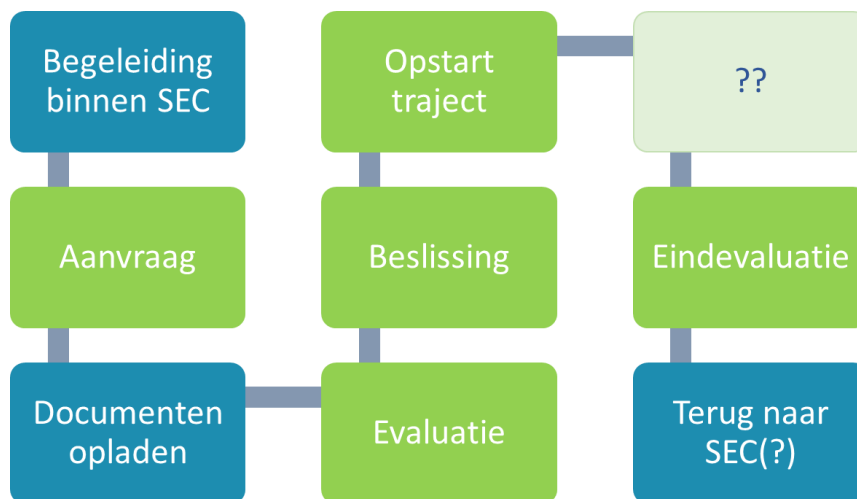 Begeleiding
binnen SEC
Aanvraag
Documenten
opladen
Evaluatie
Beslissing
Opstart
traject
??
Eindevaluatie
Terug naar
SEC(?)